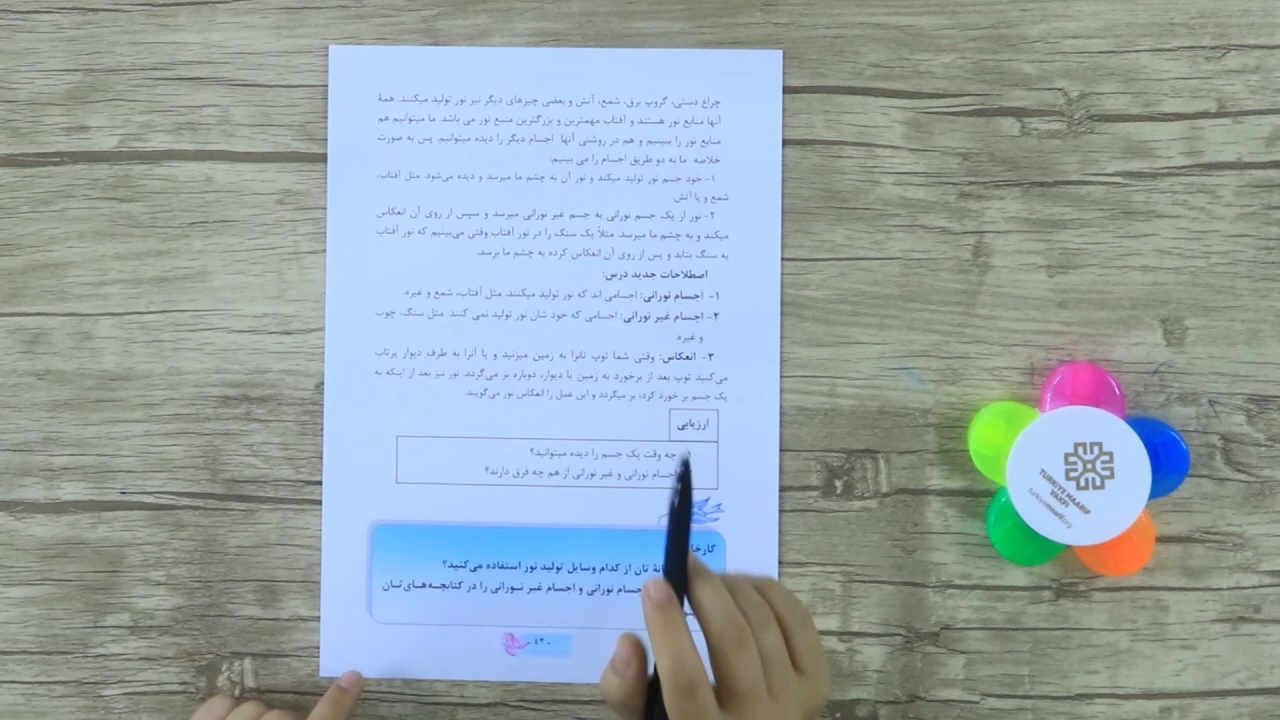 چراغ دستی، گروپ برق، شمع، آتش و بعضی چیزهای دیگر نیز نور تولید میکنند. همهٔ
آنها منابع نور هستند و آفتاب مهمترین و بزرگترین منبع نور می باشد. ما میتوانیم هم
منابع نور را ببینیم و هم در روشنی آنها اجسام دیگر را دیده میتوانیم. پس به صورت
خلاصه ما به دو طریق اجسام را می بینیم:
۱- خود جسم نور تولید میکند و نور آن به چشم ما میرسد و دیده می‌شود. مثل آفتاب،
شمع و یا آتش.
۲- نور از یک جسم نورانی به جسم غیر نورانی میرسد و سپس از روی آن انعکاس
میکند و به چشم ما میرسد. مثلاً یک سنگ را در نور آفتاب وقتی می‌بینیم که نور آفتاب
به سنگ بتابد و پس از روی آن انعکاس کرده به چشم ما برسد.
اصطلاحات جدید درس:
۱- اجسام نورانی: اجسامی اند که نور تولید میکنند. مثل آفتاب، شمع و غیره.
۲- اجسام غیر نورانی: اجسامی که خود شان نور تولید نمی کنند. مثل سنگ، چوب
و غیره.
۳- انعکاس: وقتی شما توپ تانرا به زمین میزنید و یا آنرا به طرف دیوار پرتاب
می‌کنید توپ بعد از برخورد به زمین یا دیوار، دوباره بر می‌گردد. نور نیز بعد از اینکه به
یک جسم بر خورد کرد، بر میگردد و این عمل را انعکاس نور می‌گویند.
ارزیابی
چه وقت یک جسم را دیده میتوانید؟
اجسام نورانی و غیر نورانی از هم چه فرق دارند؟
تان از کدام وسایل تولید نور استفاده می‌کنید؟
نورانی و اجسام غیر نورانی را در کتابچه‌های‌تان
- ٤٢ -
TÜRKİYE MAARİF
VAKFI
turkiyemaarif.org